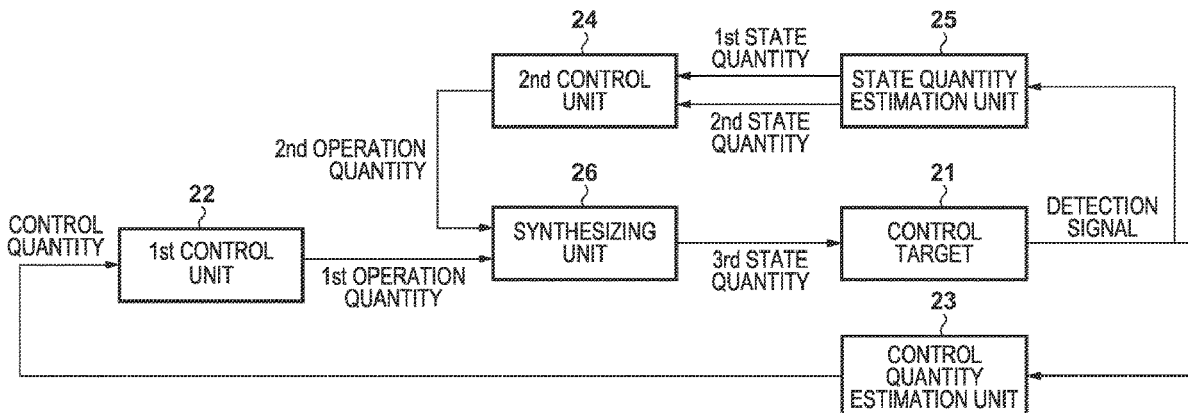 24
2nd CONTROL
UNIT
1st STATE
QUANTITY
2nd STATE
QUANTITY
25
STATE QUANTITY
ESTIMATION UNIT
2nd OPERATION
QUANTITY
22
CONTROL
QUANTITY
1st CONTROL
UNIT
1st OPERATION
QUANTITY
26
SYNTHESIZING
UNIT
3rd STATE
QUANTITY
21
CONTROL
TARGET
DETECTION
SIGNAL
23
CONTROL
QUANTITY
ESTIMATION UNIT